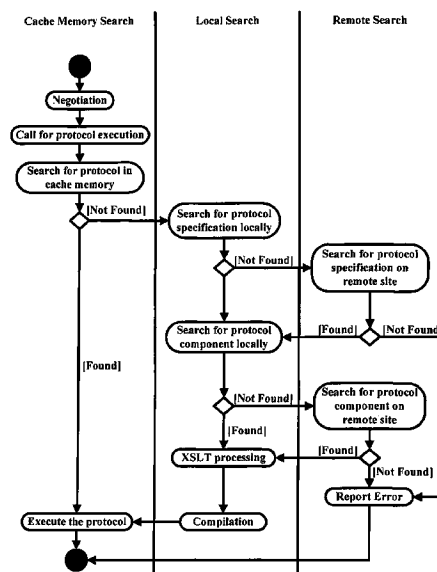 Cache Memory Search
Local Search
Remote Search
Negotiation
Call for protocol execution
Search for protocol in
cache memory
[Not Found]
Search for protocol
specification locally
[Not Found]
Search for protocol
specification on
remote site
[Found]
[Not Found]
Search for protocol
component locally
[Found]
[Not Found]
Search for protocol
component on
remote site
[Found]
[Found]
XSLT processing
[Not Found]
Report Error
Execute the protocol
Compilation